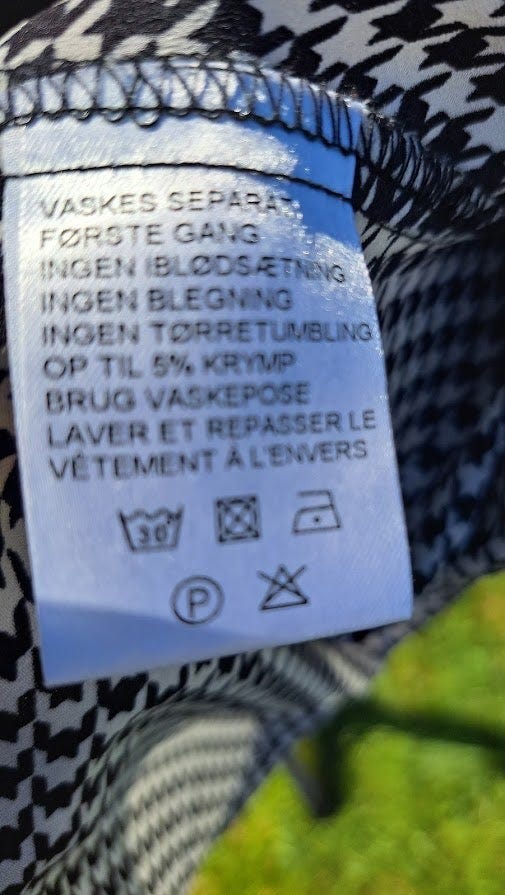 VASKES SEPARAT
FØRSTE GANG
INGEN IBLØDSÆTNING
INGEN BLEGNING
INGEN TØRRETUMBLING
OP TIL 5% KRYMP
BRUG VASKEPOSE
LAVER ET REPASSER LE
VÊTEMENT À L'ENVERS
30
P